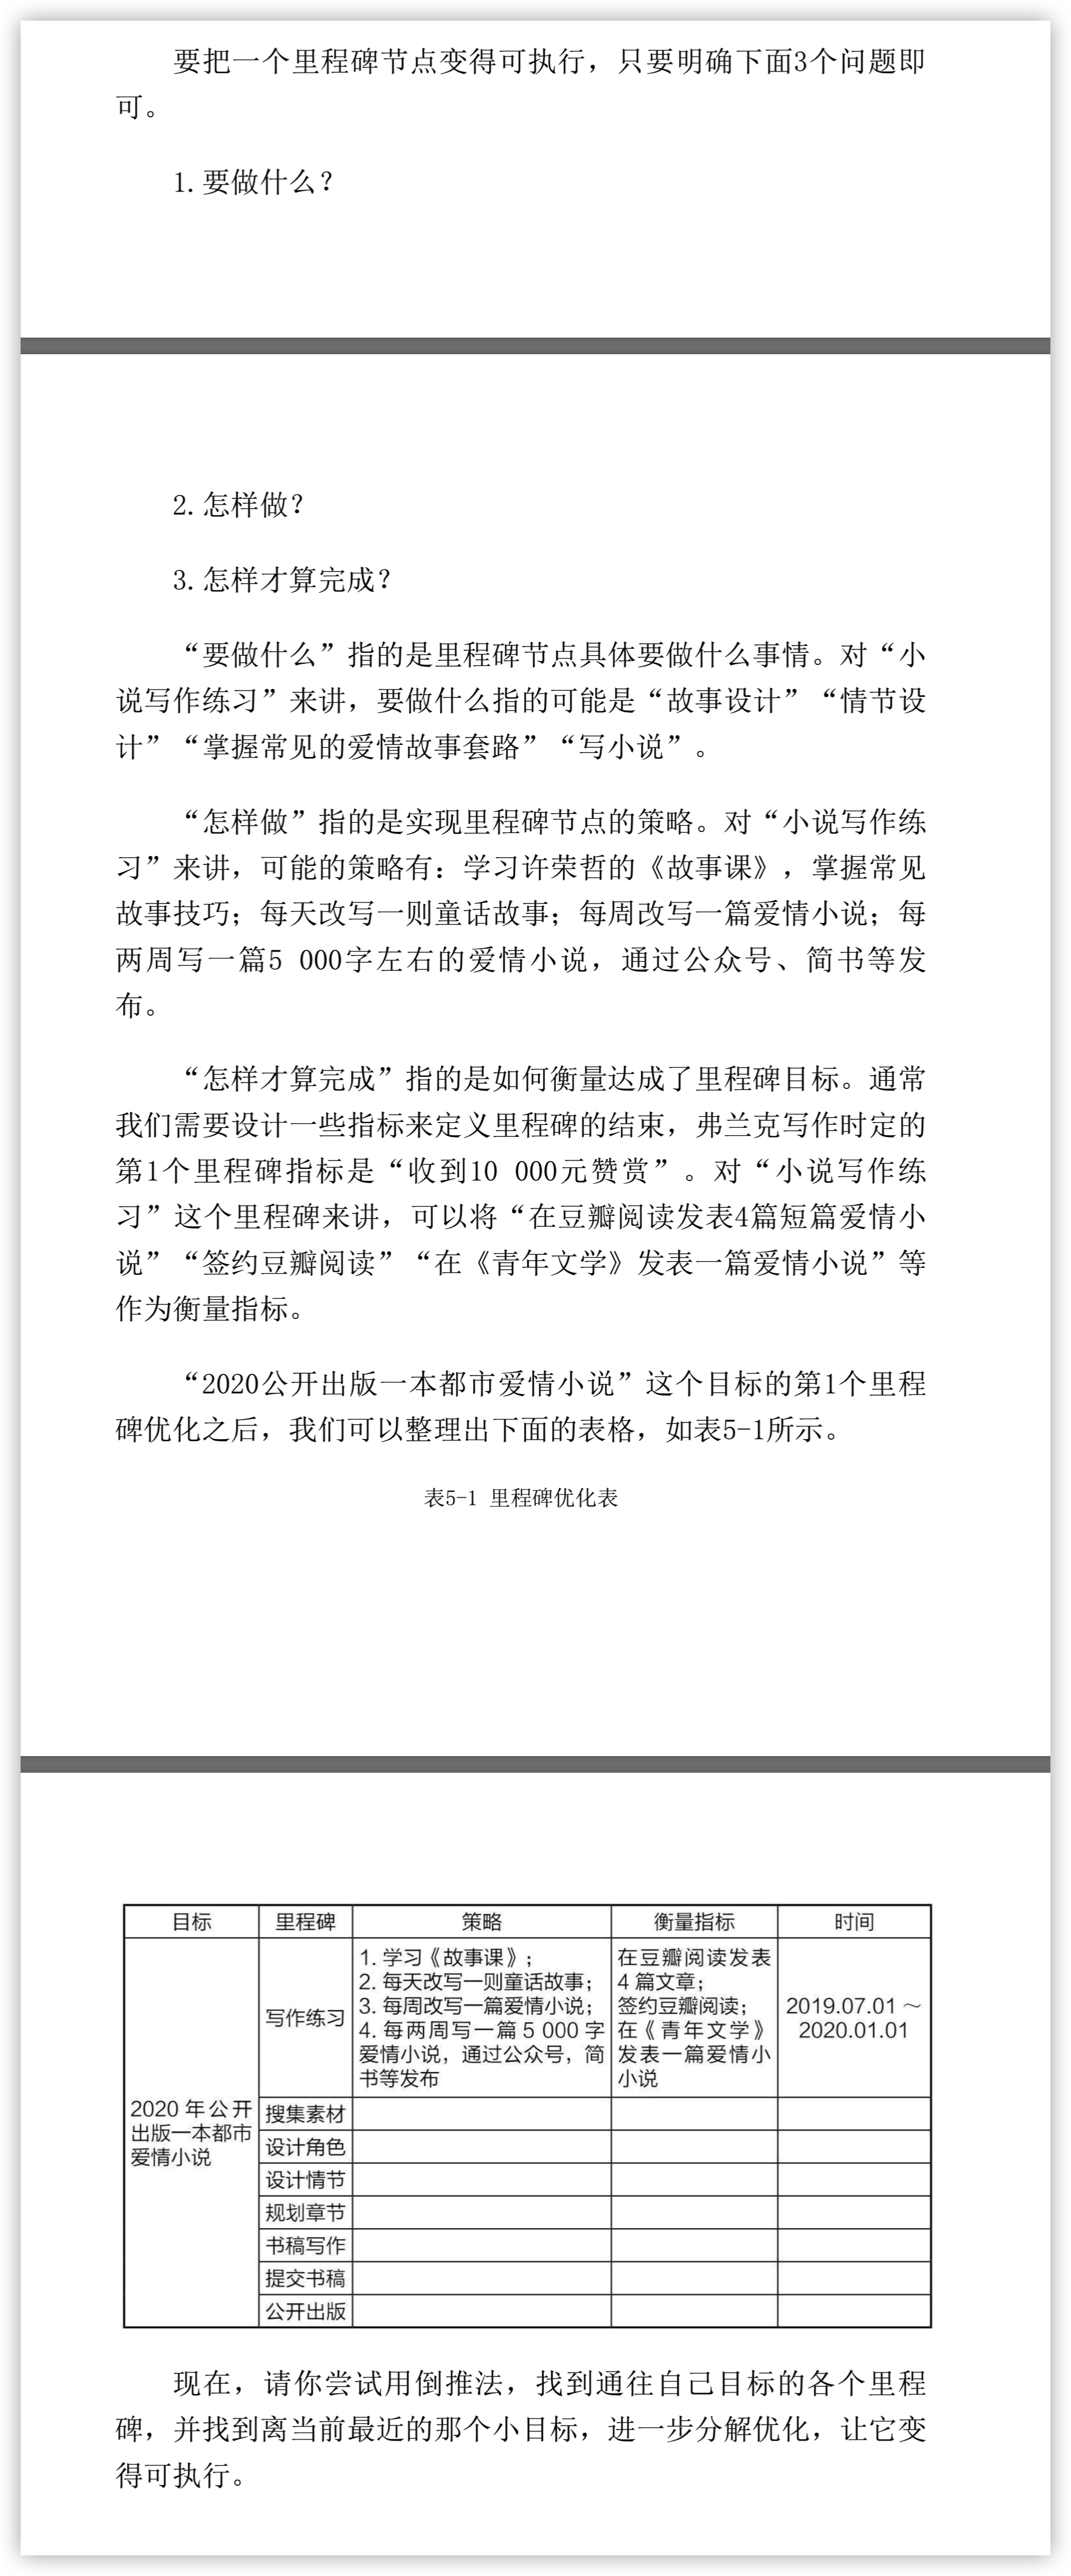 要把一个里程碑节点变得可执行，只要明确下面3个问题即
可。
1.要做什么？
2.怎样做？
3.怎样才算完成？
“要做什么”指的是里程碑节点具体要做什么事情。对“小
说写作练习”来讲，要做什么指的可能是“故事设计”“情节设
计”“掌握常见的爱情故事套路”“写小说”。
“怎样做”指的是实现里程碑节点的策略。对“小说写作练
习”来讲，可能的策略有：学习许荣哲的《故事课》，掌握常见
故事技巧；每天改写一则童话故事；每周改写一篇爱情小说；每
两周写一篇5 000字左右的爱情小说，通过公众号、简书等发
布。
“怎样才算完成”指的是如何衡量达成了里程碑目标。通常
我们需要设计一些指标来定义里程碑的结束，弗兰克写作时定的
第1个里程碑指标是“收到10 000元赞赏”。对“小说写作练
习”这个里程碑来讲，可以将“在豆瓣阅读发表4篇短篇爱情小
说”“签约豆瓣阅读”“在《青年文学》发表一篇爱情小说”等
作为衡量指标。
“2020公开出版一本都市爱情小说”这个目标的第1个里程
碑优化之后，我们可以整理出下面的表格，如表5-1所示。
表5-1 里程碑优化表
目标 里程碑 策略 衡量指标 时间
2020 年公开
出版一本都市
爱情小说
写作练习
1. 学习《故事课》；
2. 每天改写一则童话故事；
3. 每周改写一篇爱情小说；
4. 每两周写一篇 5 000 字
爱情小说，通过公众号，简
书等发布
在豆瓣阅读发表
4 篇文章；
签约豆瓣阅读；
在《青年文学》
发表一篇爱情小
小说
2019.07.01～
2020.01.01
搜集素材
设计角色
设计情节
规划章节
书稿写作
提交书稿
公开出版
现在，请你尝试用倒推法，找到通往自己目标的各个里程
碑，并找到离当前最近的那个小目标，进一步分解优化，让它变
得可执行。